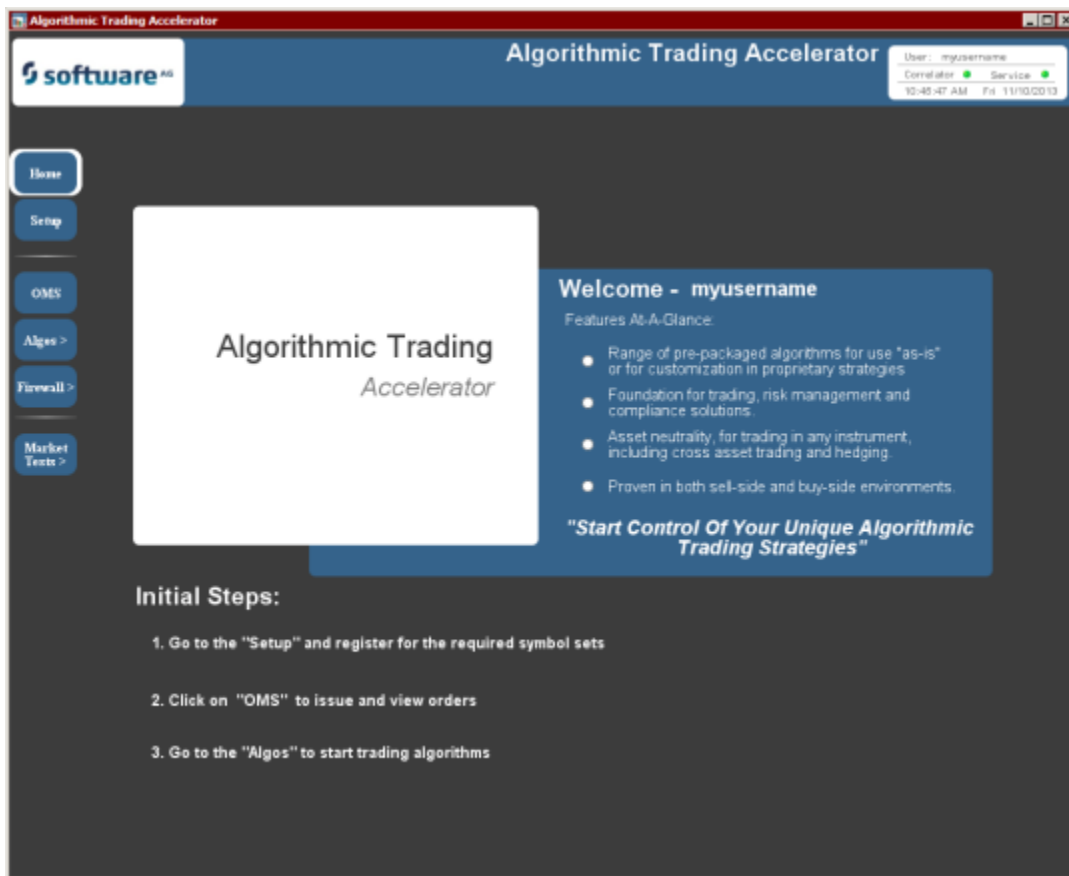 Algorithmic Trading Accelerator
software AG
Algorithmic Trading Accelerator
User: myusername
Correlator Service
10:48:47 AM Fri 11/10/2013
Home
Setup
OMS
Algos >
Firewall >
Market
Tests >
Algorithmic Trading
Accelerator
Welcome - myusername
Features At-A-Glance:
Range of pre-packaged algorithms for use "as-is"
or for customization in proprietary strategies
Foundation for trading, risk management and
compliance solutions.
Asset neutrality, for trading in any instrument,
including cross asset trading and hedging.
Proven in both sell-side and buy-side environments.
"Start Control Of Your Unique Algorithmic
Trading Strategies"
Initial Steps:
1. Go to the "Setup" and register for the required symbol sets
2. Click on "OMS" to issue and view orders
3. Go to the "Algos" to start trading algorithms